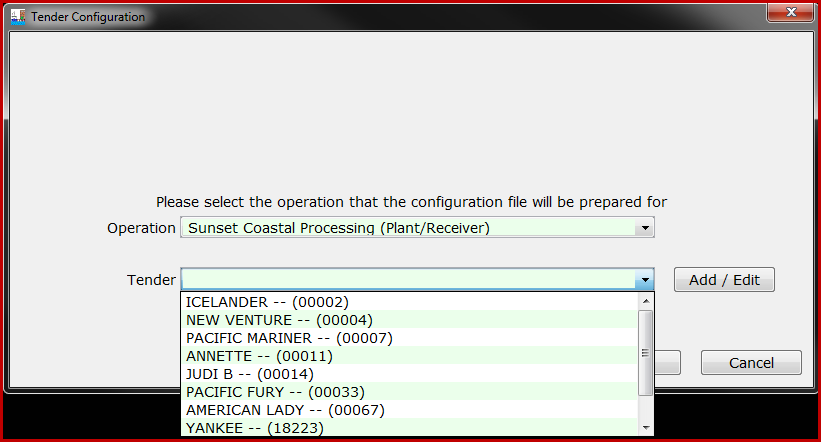 Tender Configuration
Please select the operation that the configuration file will be prepared for
Operation Sunset Coastal Processing (Plant/Receiver)
Tender Add / Edit
ICELANDER -- (00002)
NEW VENTURE -- (00004)
PACIFIC MARINER -- (00007)
ANNETTE -- (00011)
JUDI B -- (00014)
PACIFIC FURY -- (00033)
Cancel
AMERICAN LADY -- (00067)
YANKEE -- (18223)